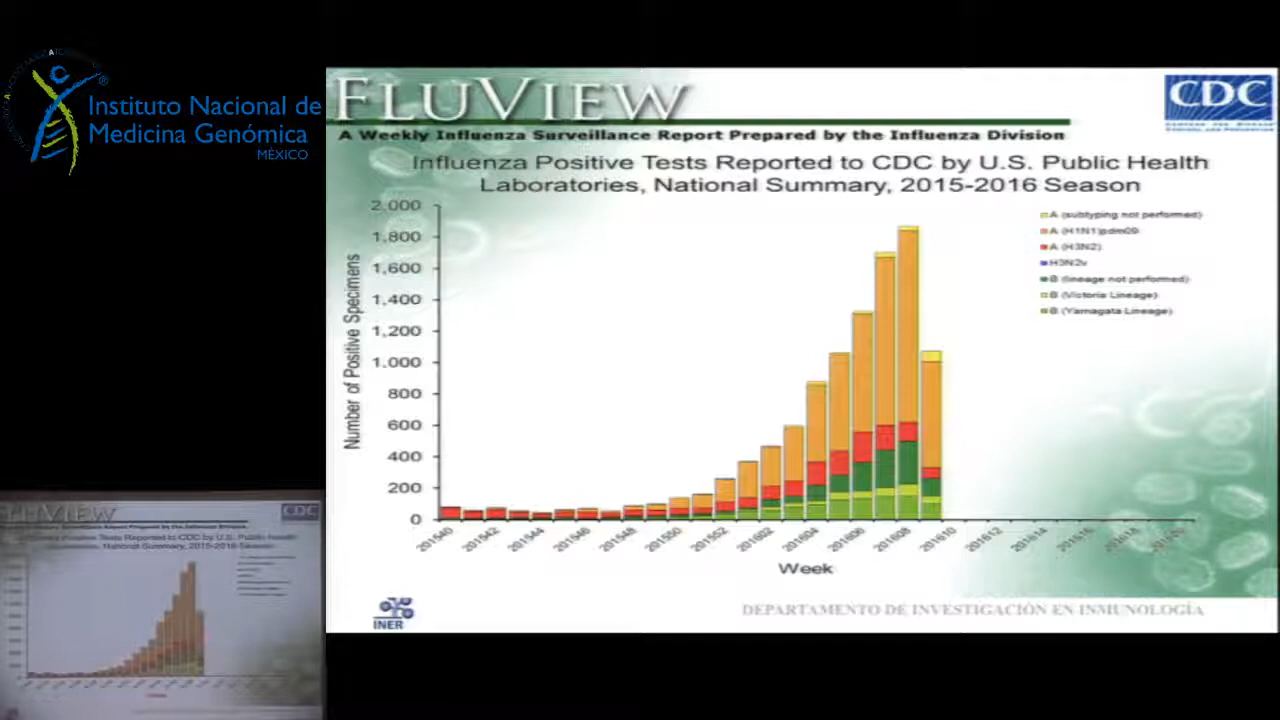 Instituto Nacional de
Medicina Genómica
MÉXICO
FLUVIEW
CDC
A Weekly Influenza Surveillance Report Prepared by the Influenza Division
Influenza Positive Tests Reported to CDC by U.S. Public Health
Laboratories, National Summary, 2015-2016 Season
Number of Positive Specimens
2,000
1,800
1,600
1,400
1,200
1,000
800
600
400
200
0
A (subtyping not performed)
A (H1N1)pdm09
A (H3N2)
H3N2v
B (lineage not performed)
B (Victoria Lineage)
B (Yamagata Lineage)
201540
201542
201544
201546
201548
201550
201552
201602
201604
201606
201608
201610
201612
201614
201616
201618
Week
INER
DEPARTAMENTO DE INVESTIGACIÓN EN INMUNOLOGÍA